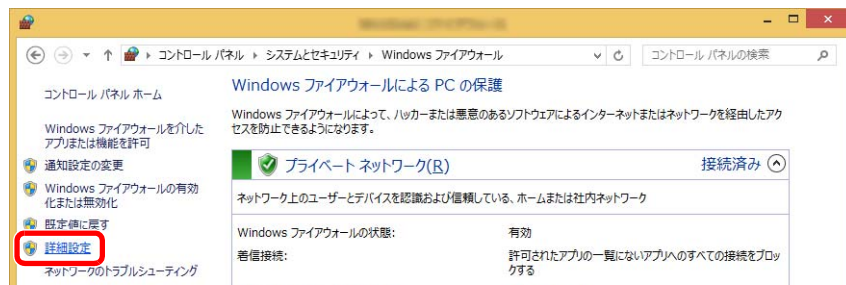 コントロール パネル ▸ システムとセキュリティ ▸ Windows ファイアウォール
コントロール パネルの検索
コントロール パネル ホーム
Windows ファイアウォールを介した
アプリまたは機能を許可
通知設定の変更
Windows ファイアウォールの有効
化または無効化
既定値に戻す
詳細設定
ネットワークのトラブルシューティング
Windows ファイアウォールによる PC の保護
Windows ファイアウォールによって、ハッカーまたは悪意のあるソフトウェアによるインターネットまたはネットワークを経由したアク
セスを防止できるようになります。
プライベート ネットワーク(R) 接続済み
ネットワーク上のユーザーとデバイスを認識および信頼している、ホームまたは社内ネットワーク
Windows ファイアウォールの状態: 有効
着信接続: 許可されたアプリの一覧にないアプリへのすべての接続をブロッ
クする